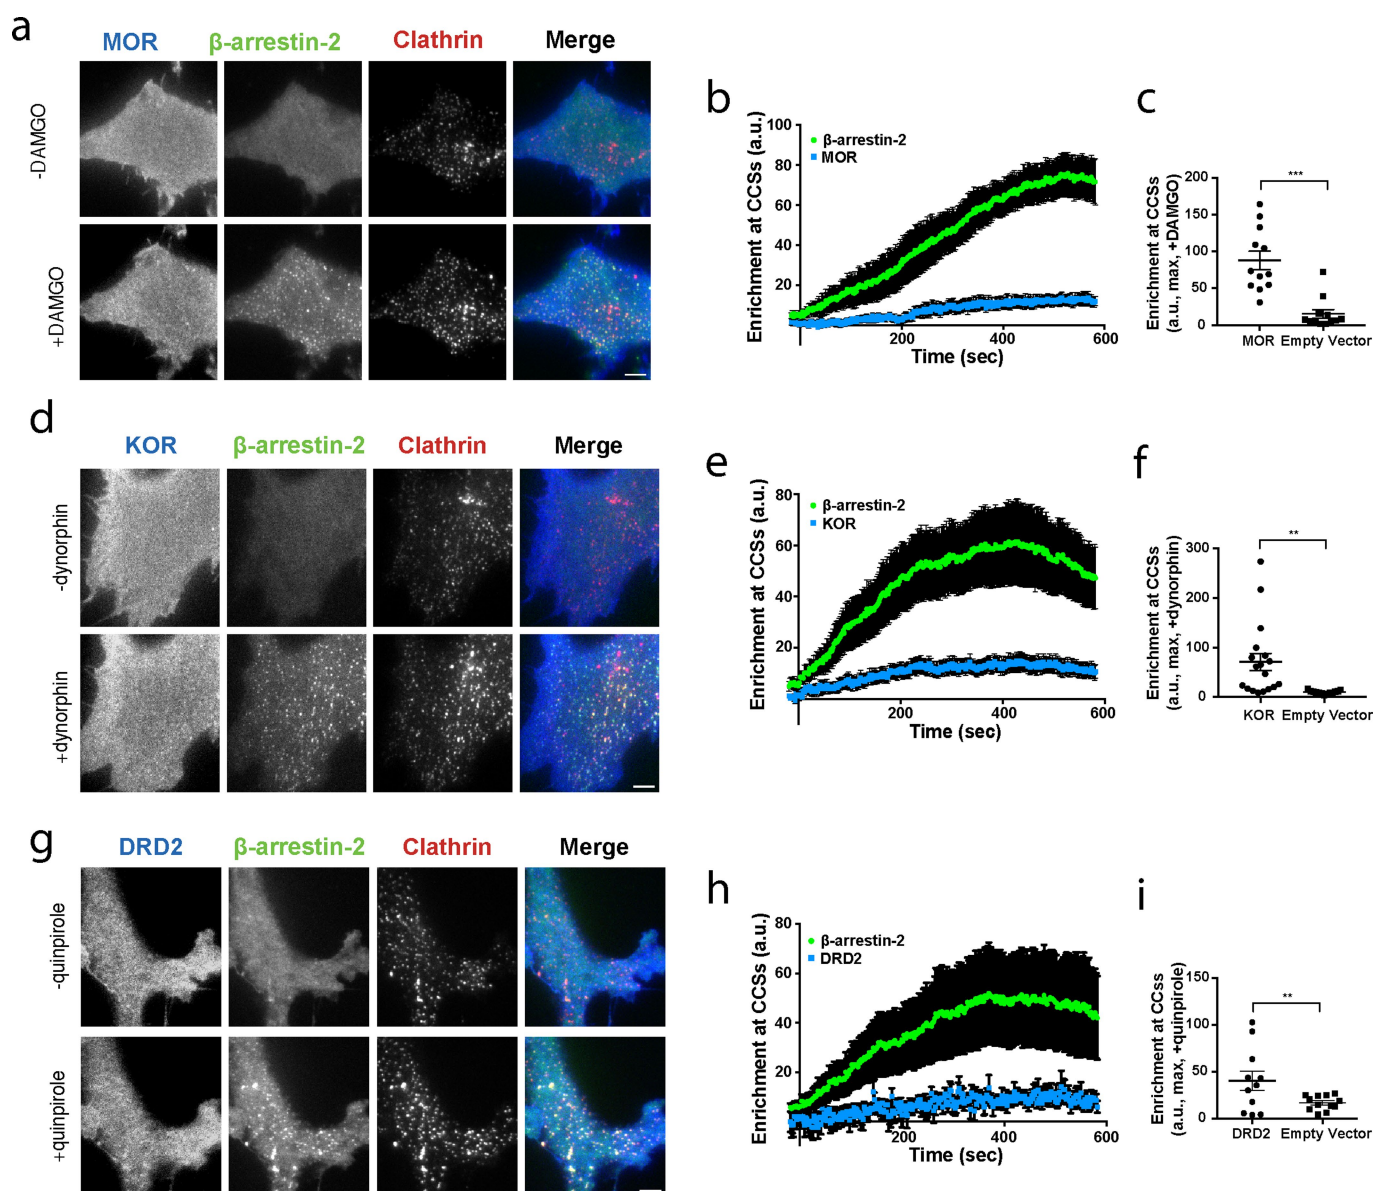 a
MOR
β-arrestin-2
Clathrin
Merge
-DAMGO
+DAMGO
b
Enrichment at CCSs (a.u.)
100
80
60
40
20
β-arrestin-2
MOR
200
400
600
Time (sec)
c
Enrichment at CCSs
(a.u., max, +DAMGO)
200
150
100
50
0
***
MOR
Empty Vector
d
KOR
β-arrestin-2
Clathrin
Merge
-dynorphin
+dynorphin
e
Enrichment at CCSs (a.u.)
80
60
40
20
β-arrestin-2
KOR
200
400
600
Time (sec)
f
Enrichment at CCSs
(a.u., max, +dynorphin)
300
200
100
0
**
KOR
Empty Vector
g
DRD2
β-arrestin-2
Clathrin
Merge
-quinpirole
+quinpirole
h
Enrichment at CCSs (a.u.)
80
60
40
20
β-arrestin-2
DRD2
200
400
600
Time (sec)
i
Enrichment at CCss
(a.u., max, +quinpirole)
150
100
50
0
**
DRD2
Empty Vector